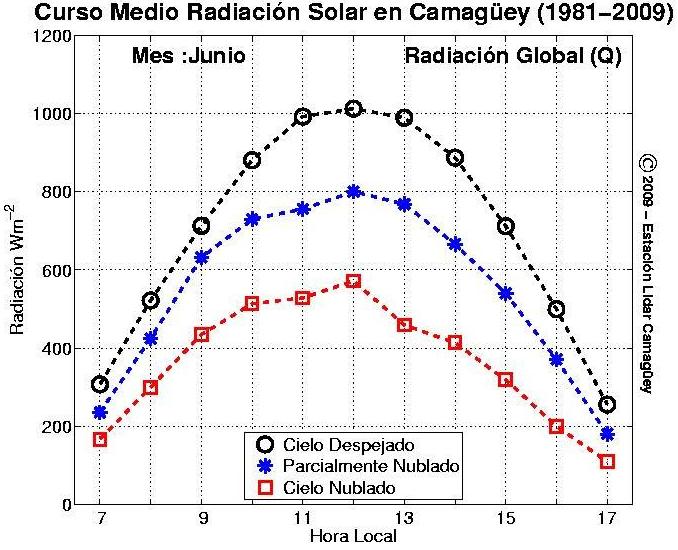 Curso Medio Radiación Solar en Camagüey (1981−2009)
Mes :Junio
Radiación Global (Q)
1200
1000
800
600
400
200
0
Radiación Wm−2
Cielo Despejado
Parcialmente Nublado
Cielo Nublado
7 9 11 13 15 17
Hora Local
© 2009 − Estación Lidar Camagüey